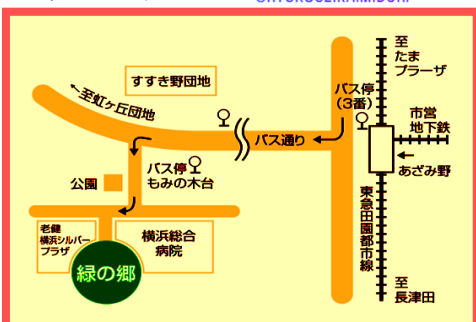 至
たま
プラーザ
すすき野団地
バス停
(3番)
←至虹ヶ丘団地
市営
地下鉄
バス通り
あざみ野
バス停
もみの木台
公園
東急田園都市線
老健
横浜シルバー
プラザ
横浜総合
病院
緑の郷
至
長津田